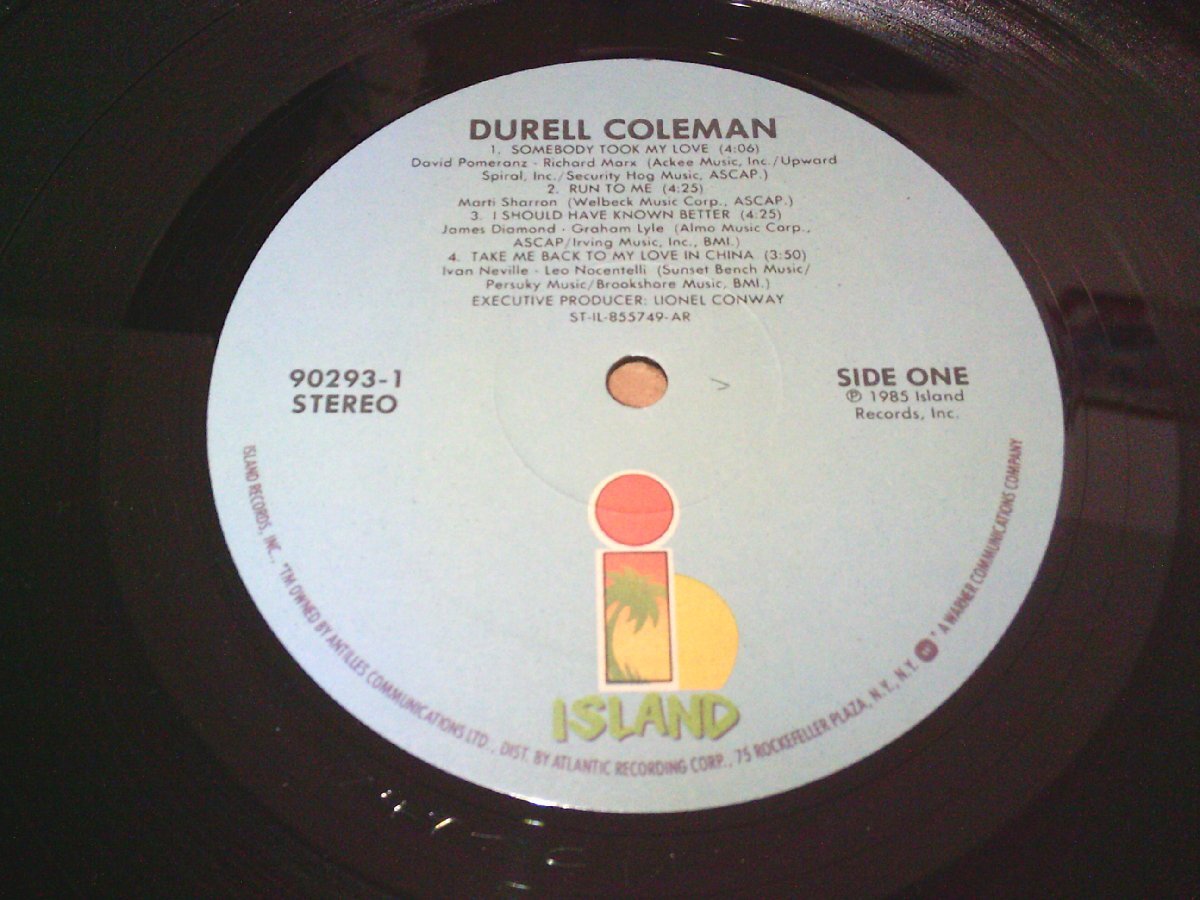 DURELL COLEMAN
1. SOMEBODY TOOK MY LOVE (4:06)
David Pomeranz - Richard Marx (Ackee Music, Inc./Upward
Spiral, Inc./Security Hog Music, ASCAP.)
2. RUN TO ME (4:25)
Marti Sharron (Welbeck Music Corp., ASCAP.)
3. I SHOULD HAVE KNOWN BETTER (4:25)
James Diamond - Graham Lyle (Almo Music Corp.,
ASCAP/Irving Music, Inc., BMI.)
4. TAKE ME BACK TO MY LOVE IN CHINA (3:50)
Ivan Neville - Leo Nocentelli (Sunset Bench Music/
Persuky Music/Brookshore Music, BMI.)
EXECUTIVE PRODUCER: LIONEL CONWAY
ST-IL-855749-AR
90293-1
STEREO
SIDE ONE
℗ 1985 Island
Records, Inc.
i
ISLAND
ISLAND RECORDS, INC., "TM OWNED BY ANTILLES COMMUNICATIONS LTD., DIST. BY ATLANTIC RECORDING CORP., 75 ROCKEFELLER PLAZA, N.Y., N.Y. " A WARNER COMMUNICATIONS COMPANY